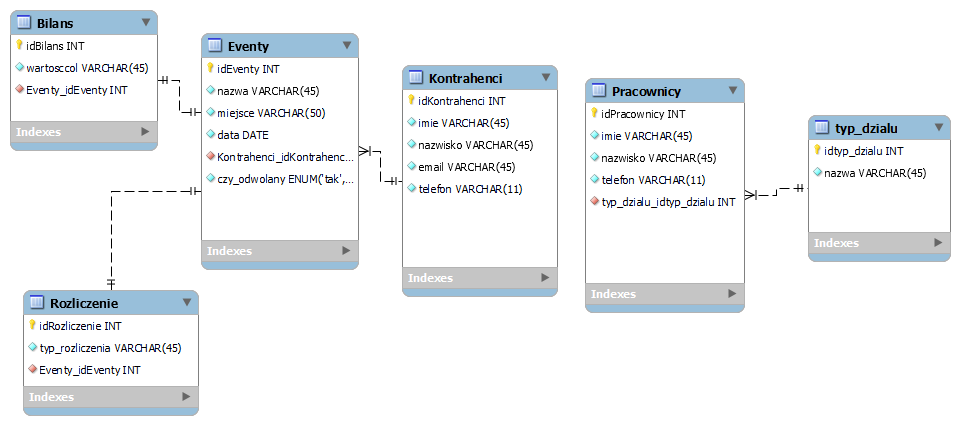 Bilans
idBilans INT
wartosccol VARCHAR(45)
Eventy_idEventy INT
Indexes
Eventy
idEventy INT
nazwa VARCHAR(45)
miejsce VARCHAR(50)
data DATE
Kontrahenci_idKontrahenc...
czy_odwolany ENUM('tak',...
Indexes
Kontrahenci
idKontrahenci INT
imie VARCHAR(45)
nazwisko VARCHAR(45)
email VARCHAR(45)
telefon VARCHAR(11)
Indexes
Pracownicy
idPracownicy INT
imie VARCHAR(45)
nazwisko VARCHAR(45)
telefon VARCHAR(11)
typ_dzialu_idtyp_dzialu INT
Indexes
typ_dzialu
idtyp_dzialu INT
nazwa VARCHAR(45)
Indexes
Rozliczenie
idRozliczenie INT
typ_rozliczenia VARCHAR(45)
Eventy_idEventy INT
Indexes